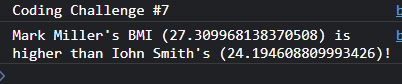 Coding Challenge #7
Mark Miller's BMI (27.309968138370508) is
higher than Iohn Smith's (24.194608809993426)!